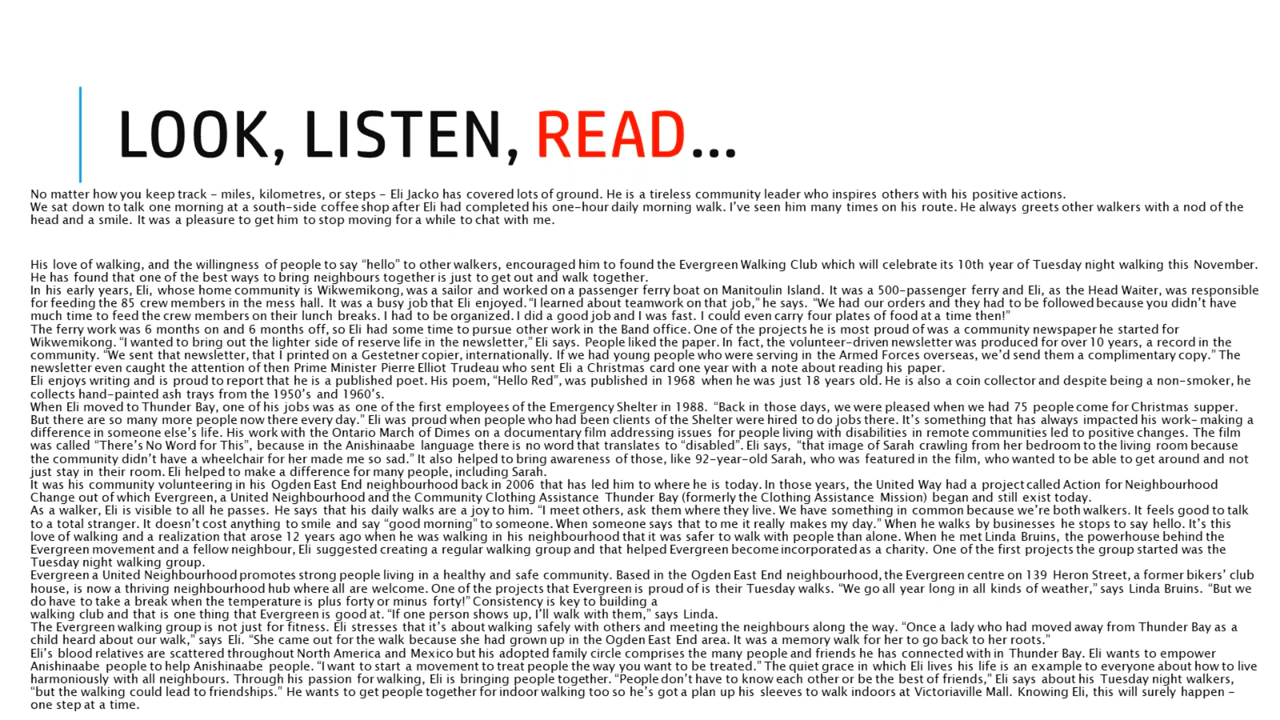 LOOK, LISTEN, READ...
No matter how you keep track – miles, kilometres, or steps – Eli Jacko has covered lots of ground. He is a tireless community leader who inspires others with his positive actions.
We sat down to talk one morning at a south-side coffee shop after Eli had completed his one-hour daily morning walk. I've seen him many times on his route. He always greets other walkers with a nod of the
head and a smile. It was a pleasure to get him to stop moving for a while to chat with me.
His love of walking, and the willingness of people to say “hello” to other walkers, encouraged him to found the Evergreen Walking Club which will celebrate its 10th year of Tuesday night walking this November.
He has found that one of the best ways to bring neighbours together is just to get out and walk together.
In his early years, Eli, whose home community is Wikwemikong, was a sailor and worked on a passenger ferry boat on Manitoulin Island. It was a 500-passenger ferry and Eli, as the Head Waiter, was responsible
for feeding the 85 crew members in the mess hall. It was a busy job that Eli enjoyed. “I learned about teamwork on that job,” he says. “We had our orders and they had to be followed because you didn't have
much time to feed the crew members on their lunch breaks. I had to be organized. I did a good job and I was fast. I could even carry four plates of food at a time then!”
The ferry work was 6 months on and 6 months off, so Eli had some time to pursue other work in the Band office. One of the projects he is most proud of was a community newspaper he started for
Wikwemikong. “I wanted to bring out the lighter side of reserve life in the newsletter,” Eli says. People liked the paper. In fact, the volunteer-driven newsletter was produced for over 10 years, a record in the
community. “We sent that newsletter, that I printed on a Gestetner copier, internationally. If we had young people who were serving in the Armed Forces overseas, we'd send them a complimentary copy.” The
newsletter even caught the attention of then Prime Minister Pierre Elliot Trudeau who sent Eli a Christmas card one year with a note about reading his paper.
Eli enjoys writing and is proud to report that he is a published poet. His poem, “Hello Red”, was published in 1968 when he was just 18 years old. He is also a coin collector and despite being a non-smoker, he
collects hand-painted ash trays from the 1950's and 1960's.
When Eli moved to Thunder Bay, one of his jobs was as one of the first employees of the Emergency Shelter in 1988. “Back in those days, we were pleased when we had 75 people come for Christmas supper.
But there are so many more people now there every day.” Eli was proud when people who had been clients of the Shelter were hired to do jobs there. It's something that has always impacted his work– making a
difference in someone else's life. His work with the Ontario March of Dimes on a documentary film addressing issues for people living with disabilities in remote communities led to positive changes. The film
was called “There's No Word for This”, because in the Anishinaabe language there is no word that translates to “disabled”. Eli says, “that image of Sarah crawling from her bedroom to the living room because
the community didn't have a wheelchair for her made me so sad.” It also helped to bring awareness of those, like 92-year-old Sarah, who was featured in the film, who wanted to be able to get around and not
just stay in their room. Eli helped to make a difference for many people, including Sarah.
It was his community volunteering in his Ogden East End neighbourhood back in 2006 that has led him to where he is today. In those years, the United Way had a project called Action for Neighbourhood
Change out of which Evergreen, a United Neighbourhood and the Community Clothing Assistance Thunder Bay (formerly the Clothing Assistance Mission) began and still exist today.
As a walker, Eli is visible to all he passes. He says that his daily walks are a joy to him. “I meet others, ask them where they live. We have something in common because we're both walkers. It feels good to talk
to a total stranger. It doesn't cost anything to smile and say “good morning” to someone. When someone says that to me it really makes my day.” When he walks by businesses he stops to say hello. It's this
love of walking and a realization that arose 12 years ago when he was walking in his neighbourhood that it was safer to walk with people than alone. When he met Linda Bruins, the powerhouse behind the
Evergreen movement and a fellow neighbour, Eli suggested creating a regular walking group and that helped Evergreen become incorporated as a charity. One of the first projects the group started was the
Tuesday night walking group.
Evergreen a United Neighbourhood promotes strong people living in a healthy and safe community. Based in the Ogden East End neighbourhood, the Evergreen centre on 139 Heron Street, a former bikers' club
house, is now a thriving neighbourhood hub where all are welcome. One of the projects that Evergreen is proud of is their Tuesday walks. “We go all year long in all kinds of weather,” says Linda Bruins. “But we
do have to take a break when the temperature is plus forty or minus forty!” Consistency is key to building a
walking club and that is one thing that Evergreen is good at. “If one person shows up, I'll walk with them,” says Linda.
The Evergreen walking group is not just for fitness. Eli stresses that it's about walking safely with others and meeting the neighbours along the way. “Once a lady who had moved away from Thunder Bay as a
child heard about our walk,” says Eli. “She came out for the walk because she had grown up in the Ogden East End area. It was a memory walk for her to go back to her roots.”
Eli's blood relatives are scattered throughout North America and Mexico but his adopted family circle comprises the many people and friends he has connected with in Thunder Bay. Eli wants to empower
Anishinaabe people to help Anishinaabe people. “I want to start a movement to treat people the way you want to be treated.” The quiet grace in which Eli lives his life is an example to everyone about how to live
harmoniously with all neighbours. Through his passion for walking, Eli is bringing people together. “People don't have to know each other or be the best of friends,” Eli says about his Tuesday night walkers,
“but the walking could lead to friendships.” He wants to get people together for indoor walking too so he's got a plan up his sleeves to walk indoors at Victoriaville Mall. Knowing Eli, this will surely happen –
one step at a time.